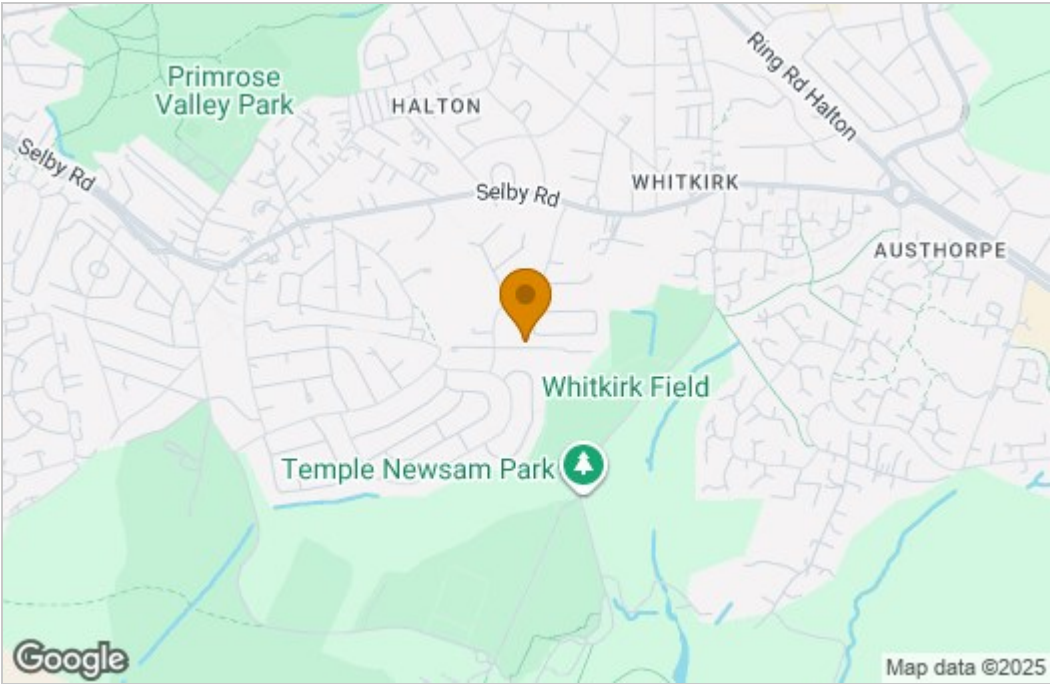 Primrose
Valley Park
HALTON
Ring Rd Halton
Selby Rd
Selby Rd
WHITKIRK
AUSTHORPE
Whitkirk Field
Temple Newsam Park
Google
Map data ©2025